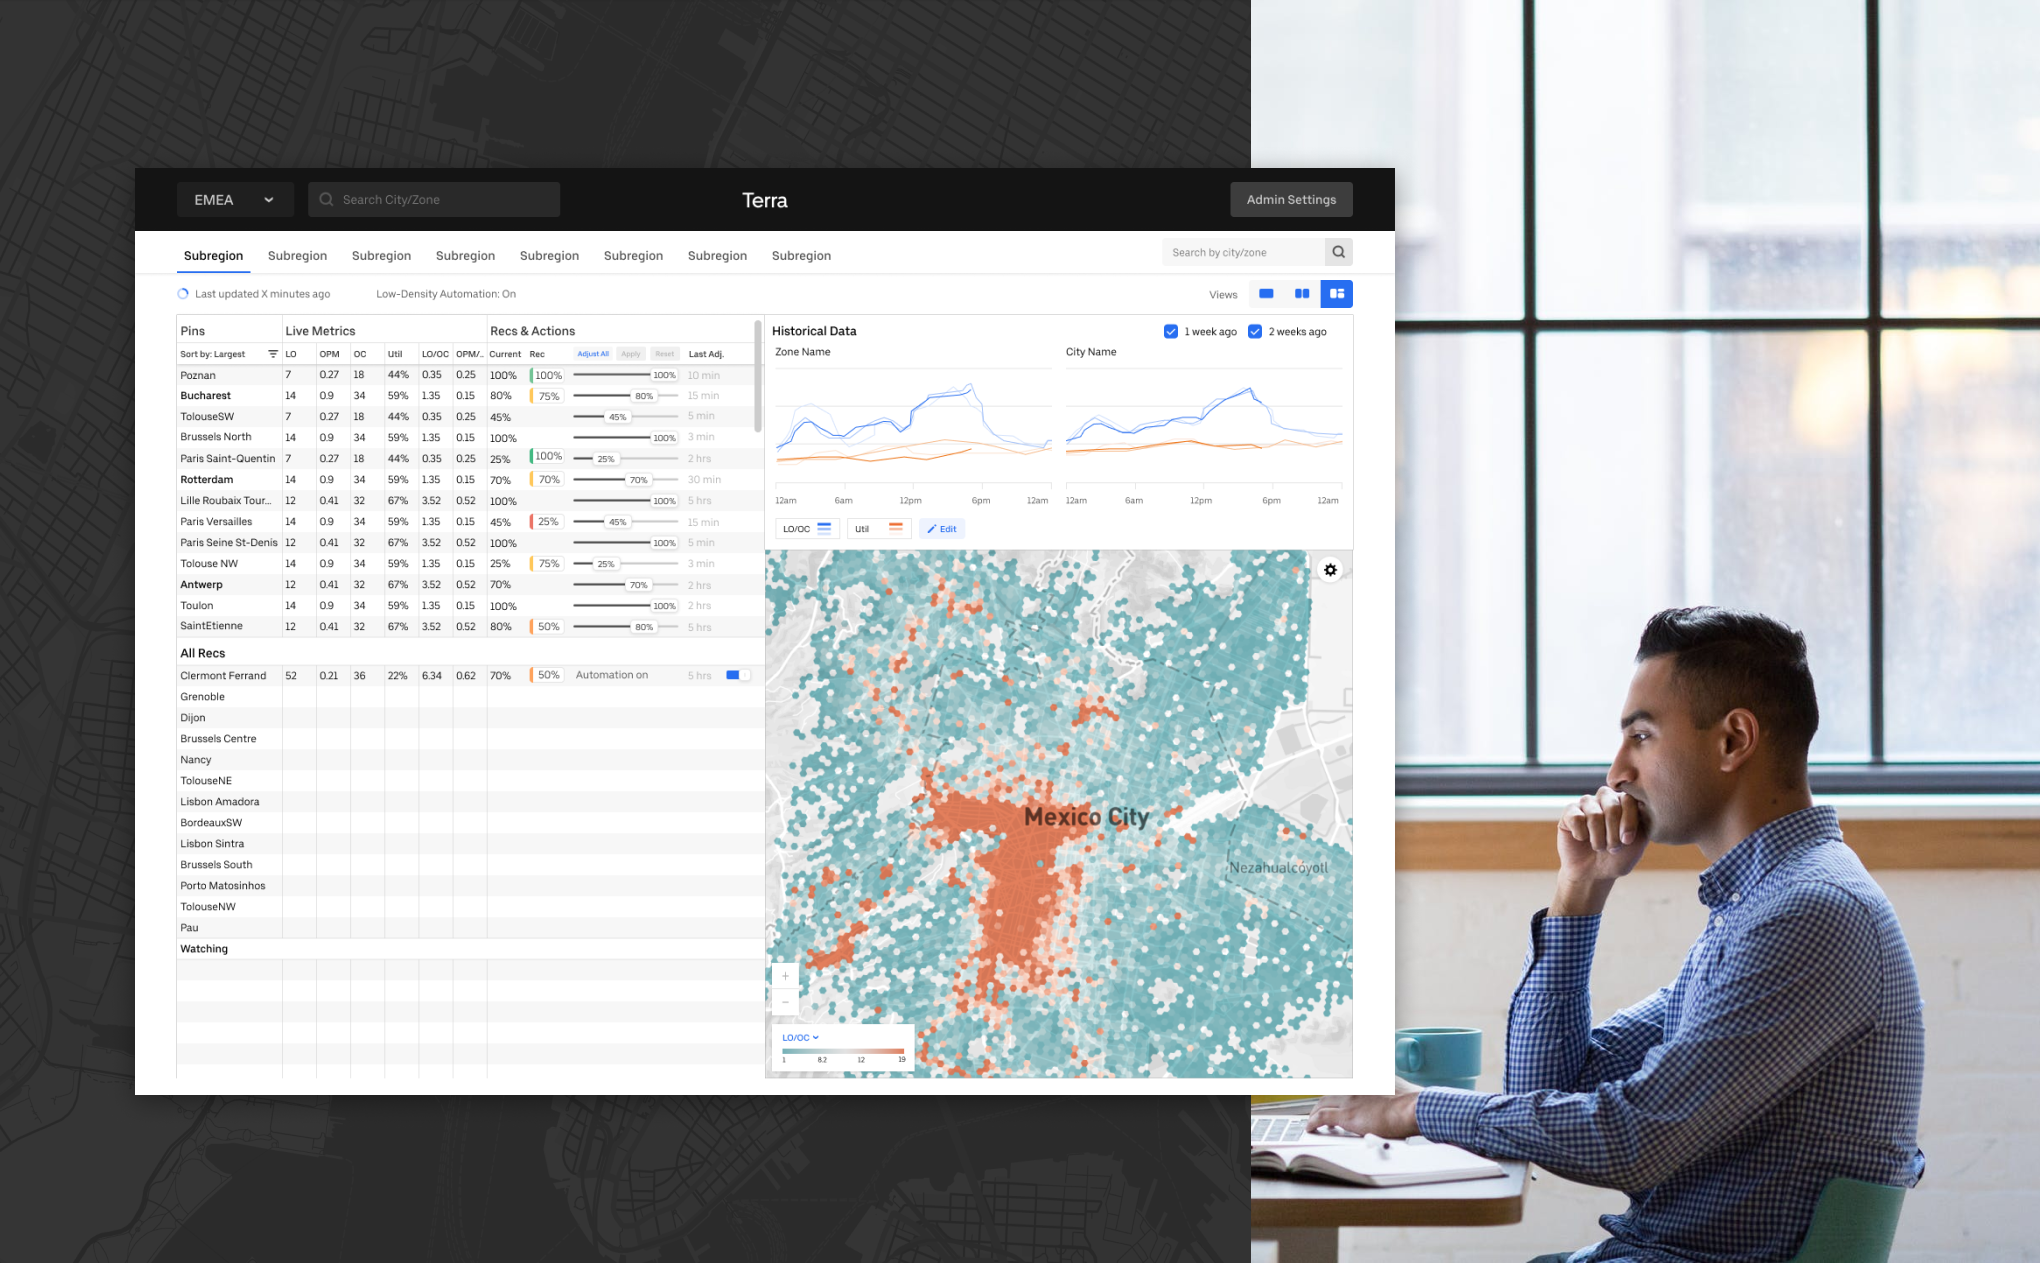 EMEA
Search City/Zone
Terra
Admin Settings
Subregion Subregion Subregion Subregion Subregion Subregion Subregion Subregion
Search by city/zone
Last updated X minutes ago
Low-Density Automation: On
Views
Pins Live Metrics Recs & Actions
Sort by: Largest LO OPM OC Util LO/OC OPM/.. Current Rec Adjust All Apply Reset Last Adj.
Poznan 7 0.27 18 44% 0.35 0.25 100% 100% 100% 10 min
Bucharest 14 0.9 34 59% 1.35 0.15 80% 75% 80% 15 min
TolouseSW 7 0.27 18 44% 0.35 0.25 45% 45% 5 min
Brussels North 14 0.9 34 59% 1.35 0.15 100% 100% 3 min
Paris Saint-Quentin 7 0.27 18 44% 0.35 0.25 25% 100% 25% 2 hrs
Rotterdam 14 0.9 34 59% 1.35 0.15 70% 70% 70% 30 min
Lille Roubaix Tour... 12 0.41 32 67% 3.52 0.52 100% 100% 5 hrs
Paris Versailles 14 0.9 34 59% 1.35 0.15 45% 25% 45% 15 min
Paris Seine St-Denis 12 0.41 32 67% 3.52 0.52 100% 100% 5 min
Tolouse NW 14 0.9 34 59% 1.35 0.15 25% 75% 25% 3 min
Antwerp 12 0.41 32 67% 3.52 0.52 70% 70% 2 hrs
Toulon 14 0.9 34 59% 1.35 0.15 100% 100% 2 hrs
SaintEtienne 12 0.41 32 67% 3.52 0.52 80% 50% 80% 5 hrs
All Recs
Clermont Ferrand 52 0.21 36 22% 6.34 0.62 70% 50% Automation on 5 hrs
Grenoble
Dijon
Brussels Centre
Nancy
TolouseNE
Lisbon Amadora
BordeauxSW
Lisbon Sintra
Brussels South
Porto Matosinhos
TolouseNW
Pau
Watching
Historical Data
1 week ago 2 weeks ago
Zone Name
City Name
12am 6am 12pm 6pm 12am
12am 6am 12pm 6pm 12am
LO/OC Util Edit
Mexico City
Nezahualcóyotl
+
−
LO/OC
1 8.2 12 19